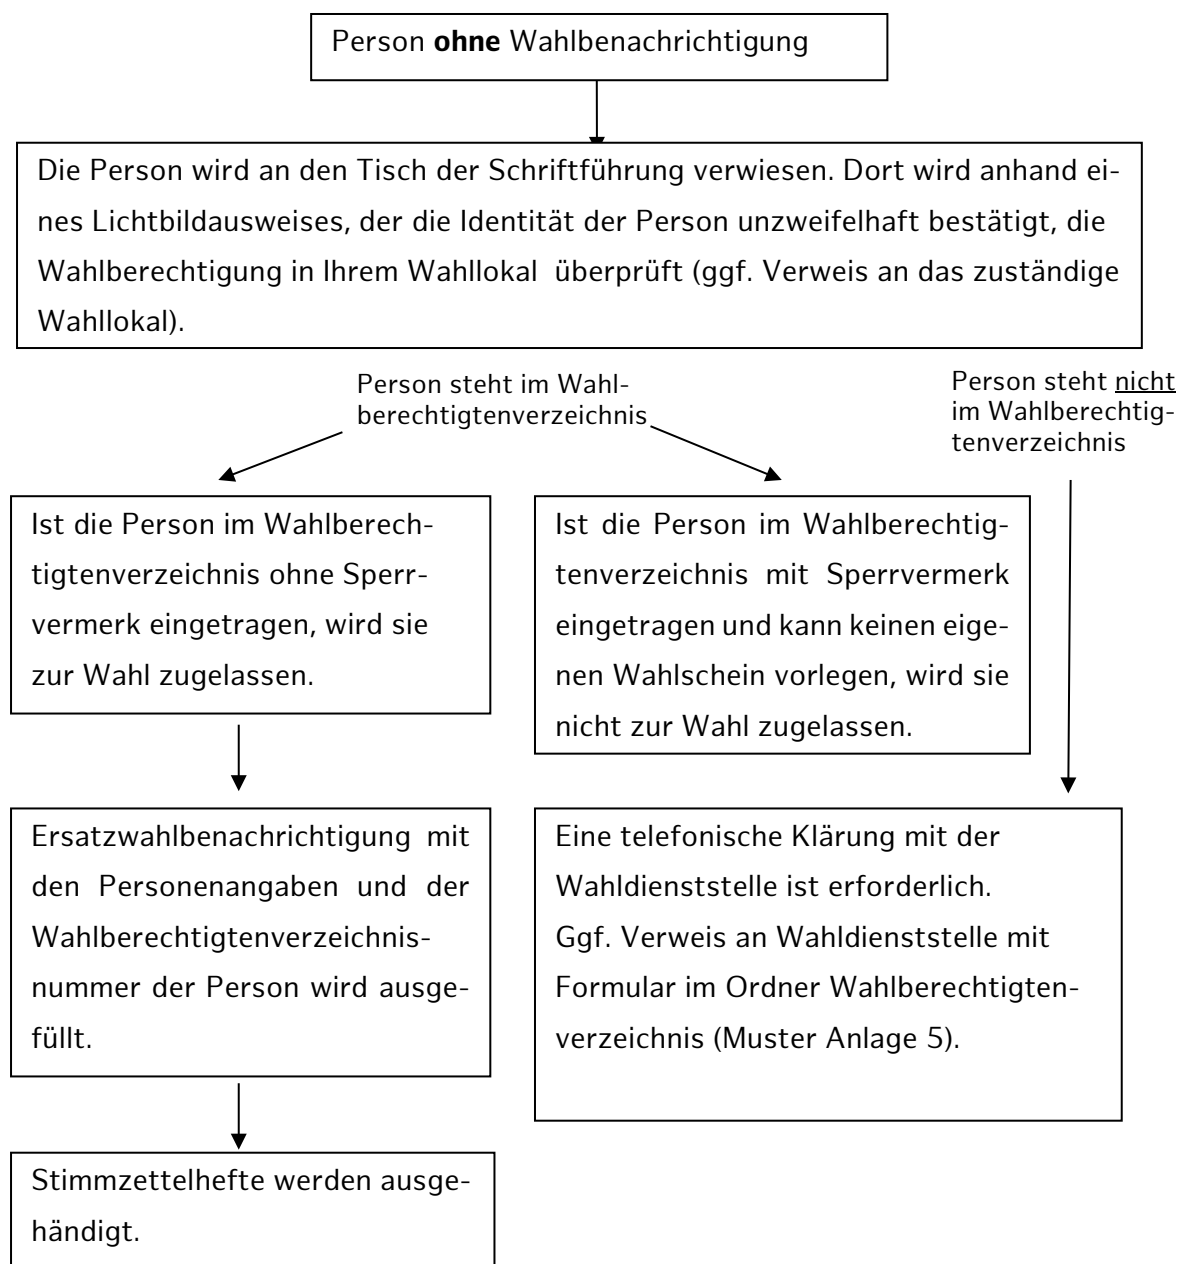 Person ohne Wahlbenachrichtigung
Die Person wird an den Tisch der Schriftführung verwiesen. Dort wird anhand ei-
nes Lichtbildausweises, der die Identität der Person unzweifelhaft bestätigt, die
Wahlberechtigung in Ihrem Wahllokal überprüft (ggf. Verweis an das zuständige
Wahllokal).
Person steht im Wahl-
berechtigtenverzeichnis
Person steht nicht
im Wahlberechtig-
tenverzeichnis
Ist die Person im Wahlberech-
tigtenverzeichnis ohne Sperr-
vermerk eingetragen, wird sie
zur Wahl zugelassen.
Ist die Person im Wahlberechtig-
tenverzeichnis mit Sperrvermerk
eingetragen und kann keinen eige-
nen Wahlschein vorlegen, wird sie
nicht zur Wahl zugelassen.
Ersatzwahlbenachrichtigung mit
den Personenangaben und der
Wahlberechtigtenverzeichnis-
nummer der Person wird ausge-
füllt.
Eine telefonische Klärung mit der
Wahldienststelle ist erforderlich.
Ggf. Verweis an Wahldienststelle mit
Formular im Ordner Wahlberechtigten-
verzeichnis (Muster Anlage 5).
Stimmzettelhefte werden ausge-
händigt.